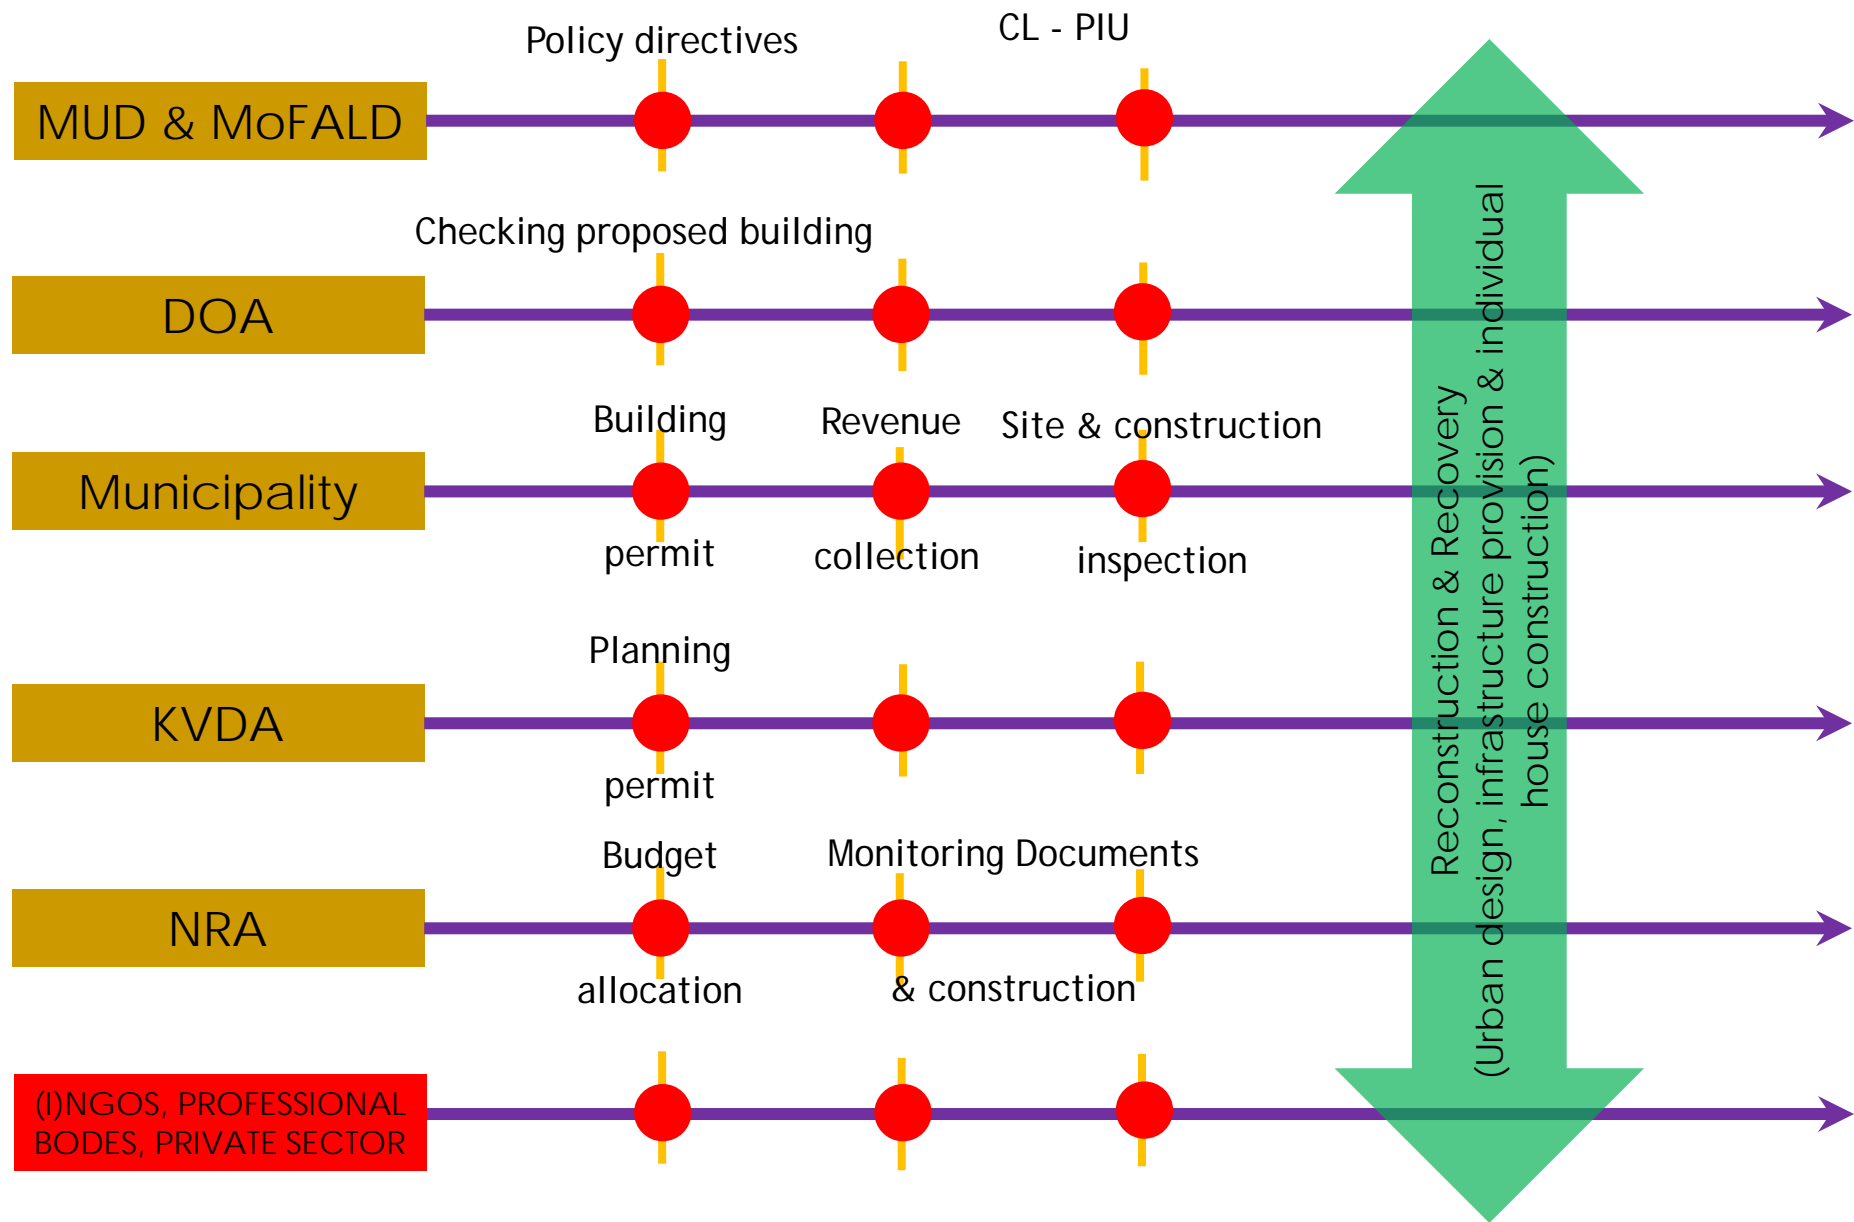 Policy directives
CL - PIU
MUD & MoFALD
Checking proposed building
DOA
Building
Revenue
Site & construction
Municipality
permit
collection
inspection
Planning
KVDA
permit
Budget
Monitoring Documents
NRA
allocation
& construction
(I)NGOS, PROFESSIONAL
BODES, PRIVATE SECTOR
Reconstruction & Recovery
(Urban design, infrastructure provision & individual
house construction)